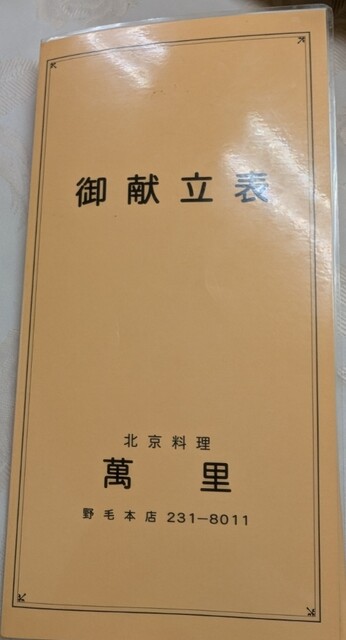 御献立表
北京料理
萬里
野毛本店 231-8011